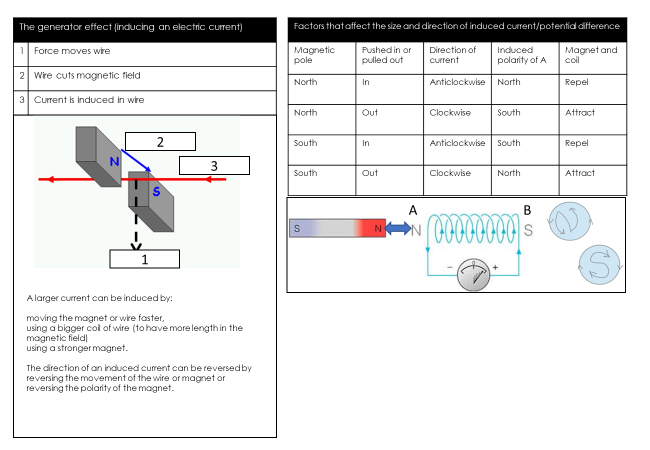 The generator effect (inducing an electric current)
1 Force moves wire
2 Wire cuts magnetic field
3 Current is induced in wire
2
N
3
S
1
A larger current can be induced by:
moving the magnet or wire faster,
using a bigger coil of wire (to have more length in the
magnetic field)
using a stronger magnet.
The direction of an induced current can be reversed by
reversing the movement of the wire or magnet or
reversing the polarity of the magnet.
Factors that affect the size and direction of induced current/potential difference
Magnetic pole Pushed in or pulled out Direction of current Induced polarity of A Magnet and coil
North In Anticlockwise North Repel
North Out Clockwise South Attract
South In Anticlockwise South Repel
South Out Clockwise North Attract
A B
S N N S
- +
N
S